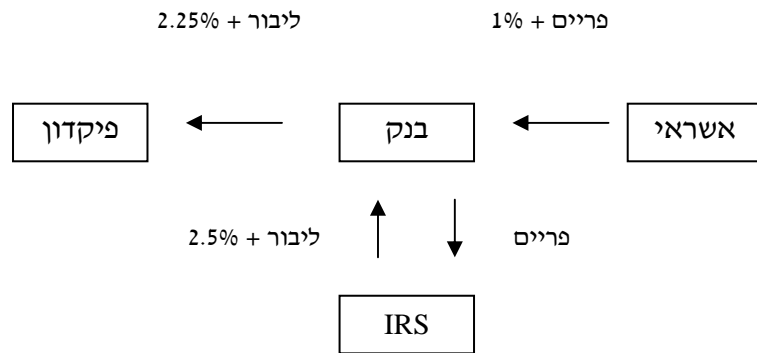 פריים + 1%
ליבור + 2.25%
אשראי
בנק
פיקדון
פריים
ליבור + 2.5%
IRS